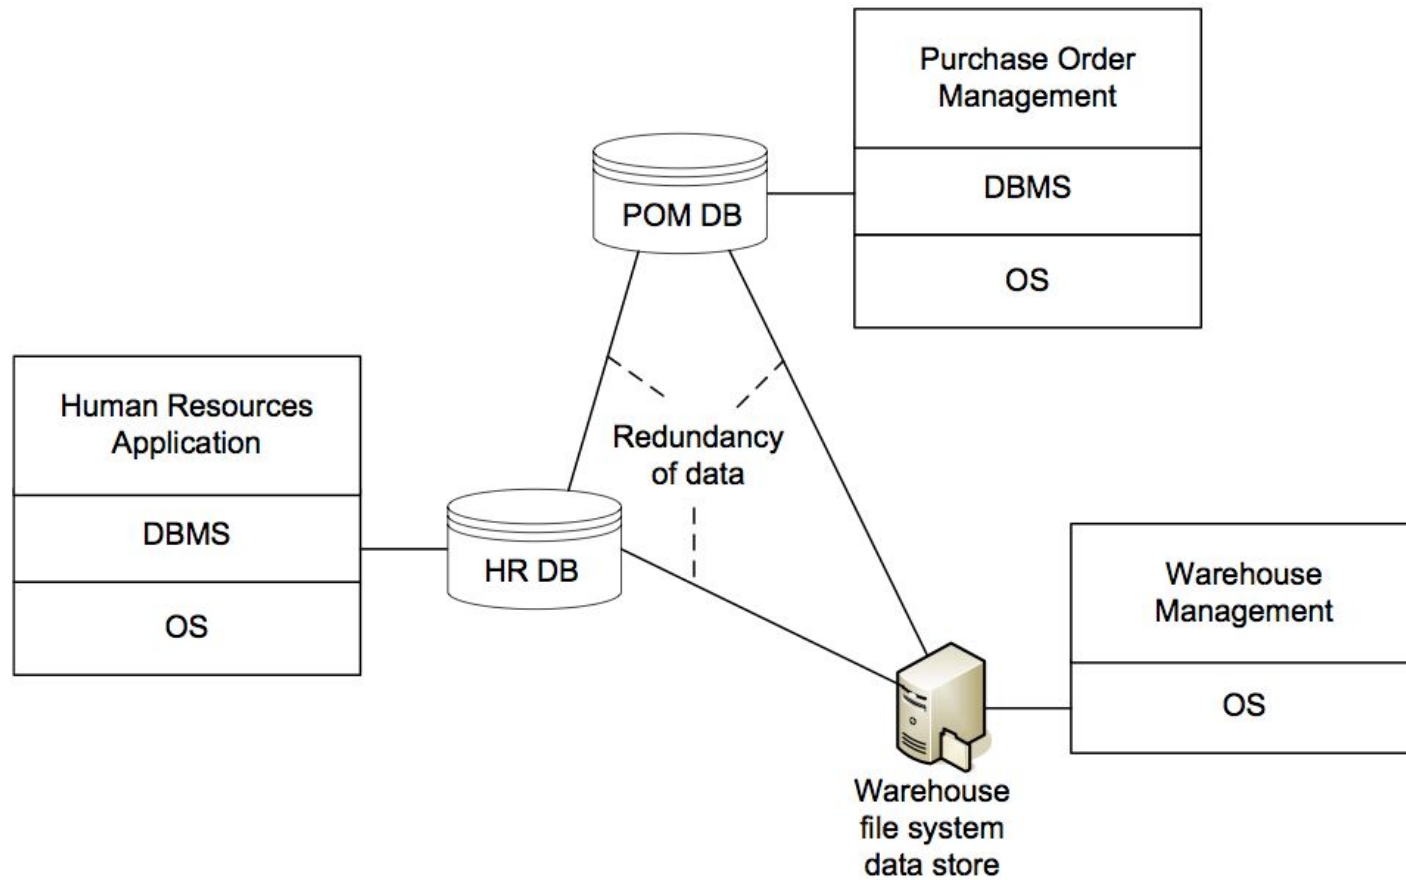 Purchase Order
Management
DBMS
OS
POM DB
Human Resources
Application
DBMS
OS
HR DB
Redundancy
of data
Warehouse
Management
OS
Warehouse
file system
data store